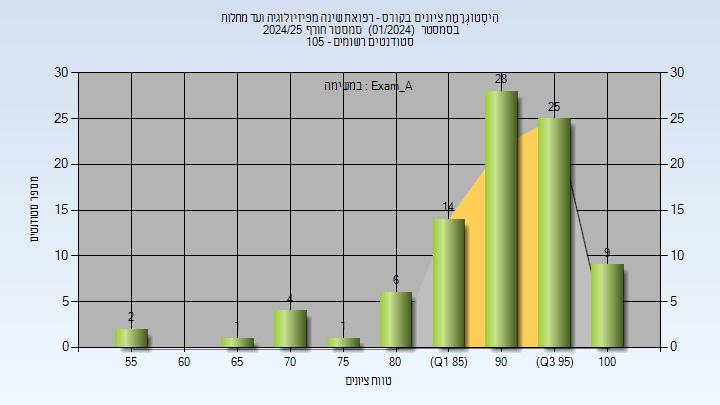 הִיסְטוֹגְרָמַת ציונים בקורס - רפואת שינה מפיזיולוגיה ועד מחלות
בסמסטר (01/2024) סמסטר חורף 2024/25
סטודנטים רשומים - 105
במשימה : Exam_A
מספר סטודנטים
30 30
25 25
20 20
15 15
10 10
5 5
0 0
2 1 4 1 6 14 28 25 9
55 60 65 70 75 80 (Q1 85) 90 (Q3 95) 100
טווח ציונים